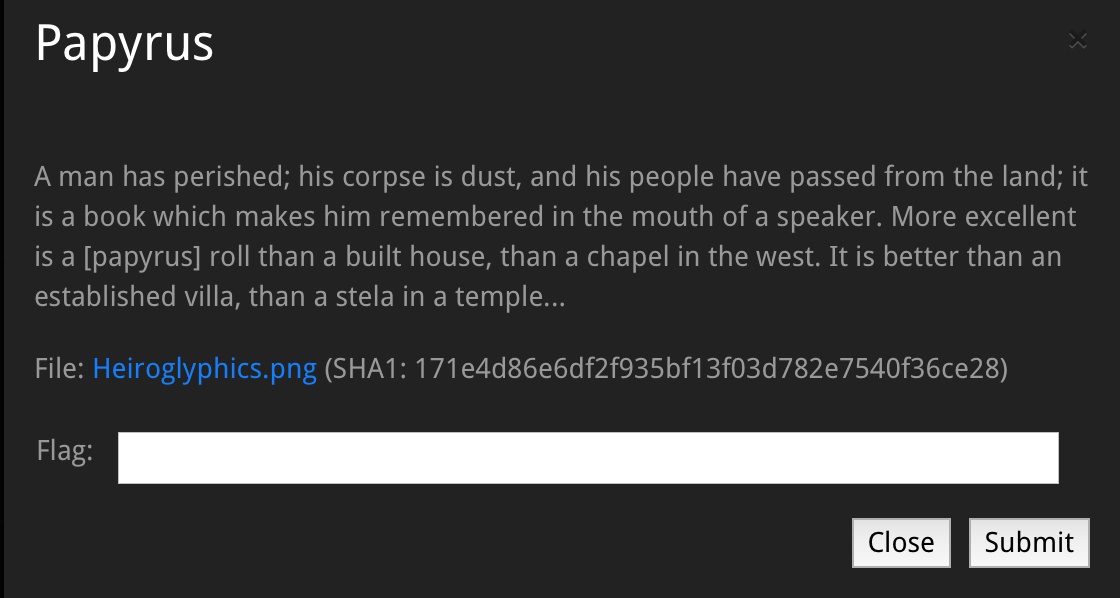 Papyrus
A man has perished; his corpse is dust, and his people have passed from the land; it
is a book which makes him remembered in the mouth of a speaker. More excellent
is a [papyrus] roll than a built house, than a chapel in the west. It is better than an
established villa, than a stela in a temple...
File: Heiroglyphics.png (SHA1: 171e4d86e6df2f935bf13f03d782e7540f36ce28)
Flag:
Close Submit